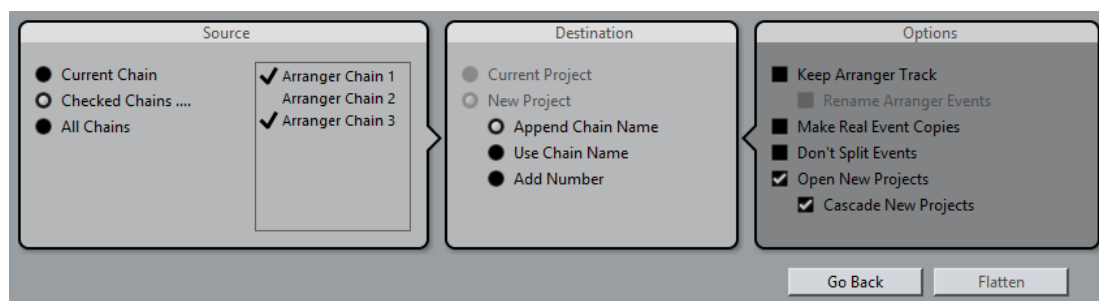 Source
Current Chain
Checked Chains ....
All Chains
Arranger Chain 1
Arranger Chain 2
Arranger Chain 3
Destination
Current Project
New Project
Append Chain Name
Use Chain Name
Add Number
Options
Keep Arranger Track
Rename Arranger Events
Make Real Event Copies
Don't Split Events
Open New Projects
Cascade New Projects
Go Back
Flatten